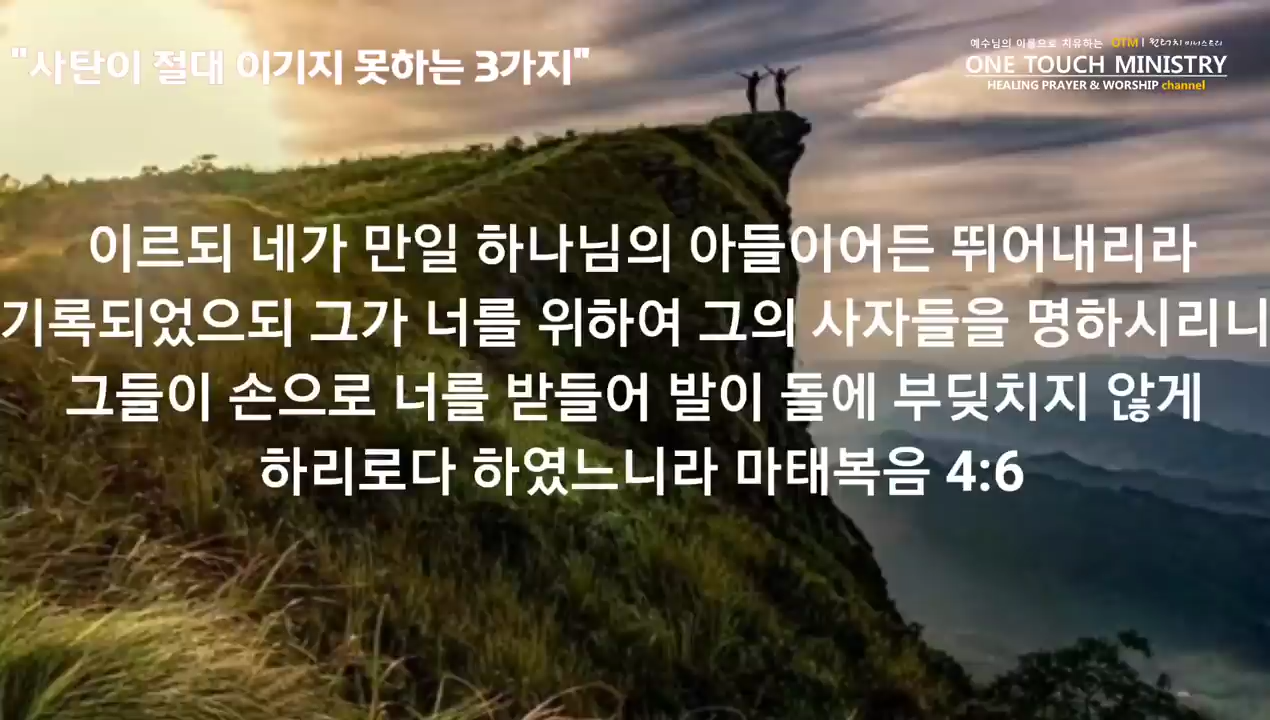 "사탄이 절대 이기지 못하는 3가지"
예수님의 이름으로 치유하는 OTM | 원터치 미니스트리
ONE TOUCH MINISTRY
HEALING PRAYER & WORSHIP channel
이르되 네가 만일 하나님의 아들이어든 뛰어내리라
기록되었으되 그가 너를 위하여 그의 사자들을 명하시리니
그들이 손으로 너를 받들어 발이 돌에 부딪치지 않게
하리로다 하였느니라 마태복음 4:6